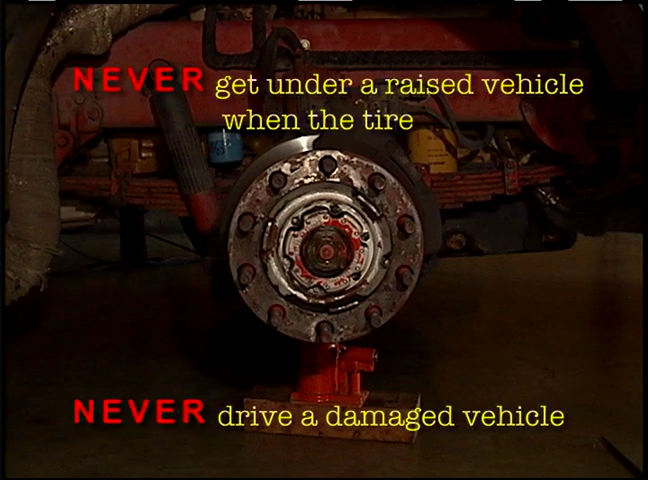 NEVER get under a raised vehicle
when the tire
NEVER drive a damaged vehicle